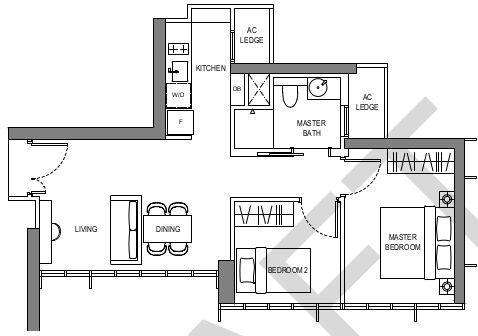 AC
LEDGE
KITCHEN
W/D
F
DB
AC
LEDGE
MASTER
BATH
LIVING
DINING
BEDROOM 2
MASTER
BEDROOM